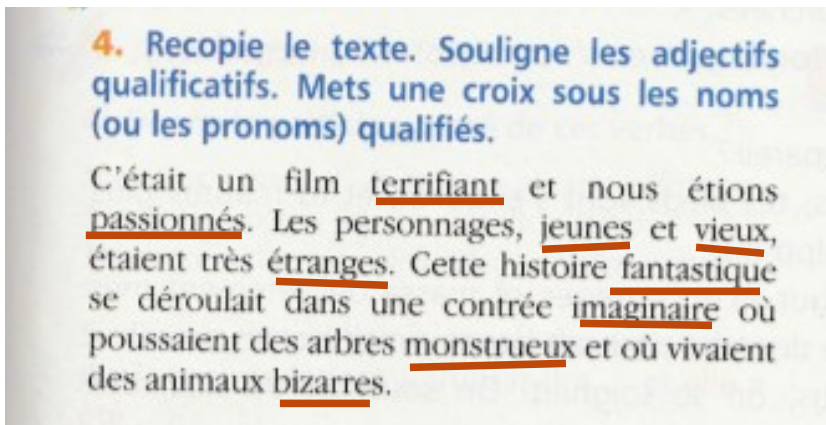 4. Recopie le texte. Souligne les adjectifs
qualificatifs. Mets une croix sous les noms
(ou les pronoms) qualifiés.
C'était un film terrifiant et nous étions
passionnés. Les personnages, jeunes et vieux,
étaient très étranges. Cette histoire fantastique
se déroulait dans une contrée imaginaire où
poussaient des arbres monstrueux et où vivaient
des animaux bizarres.